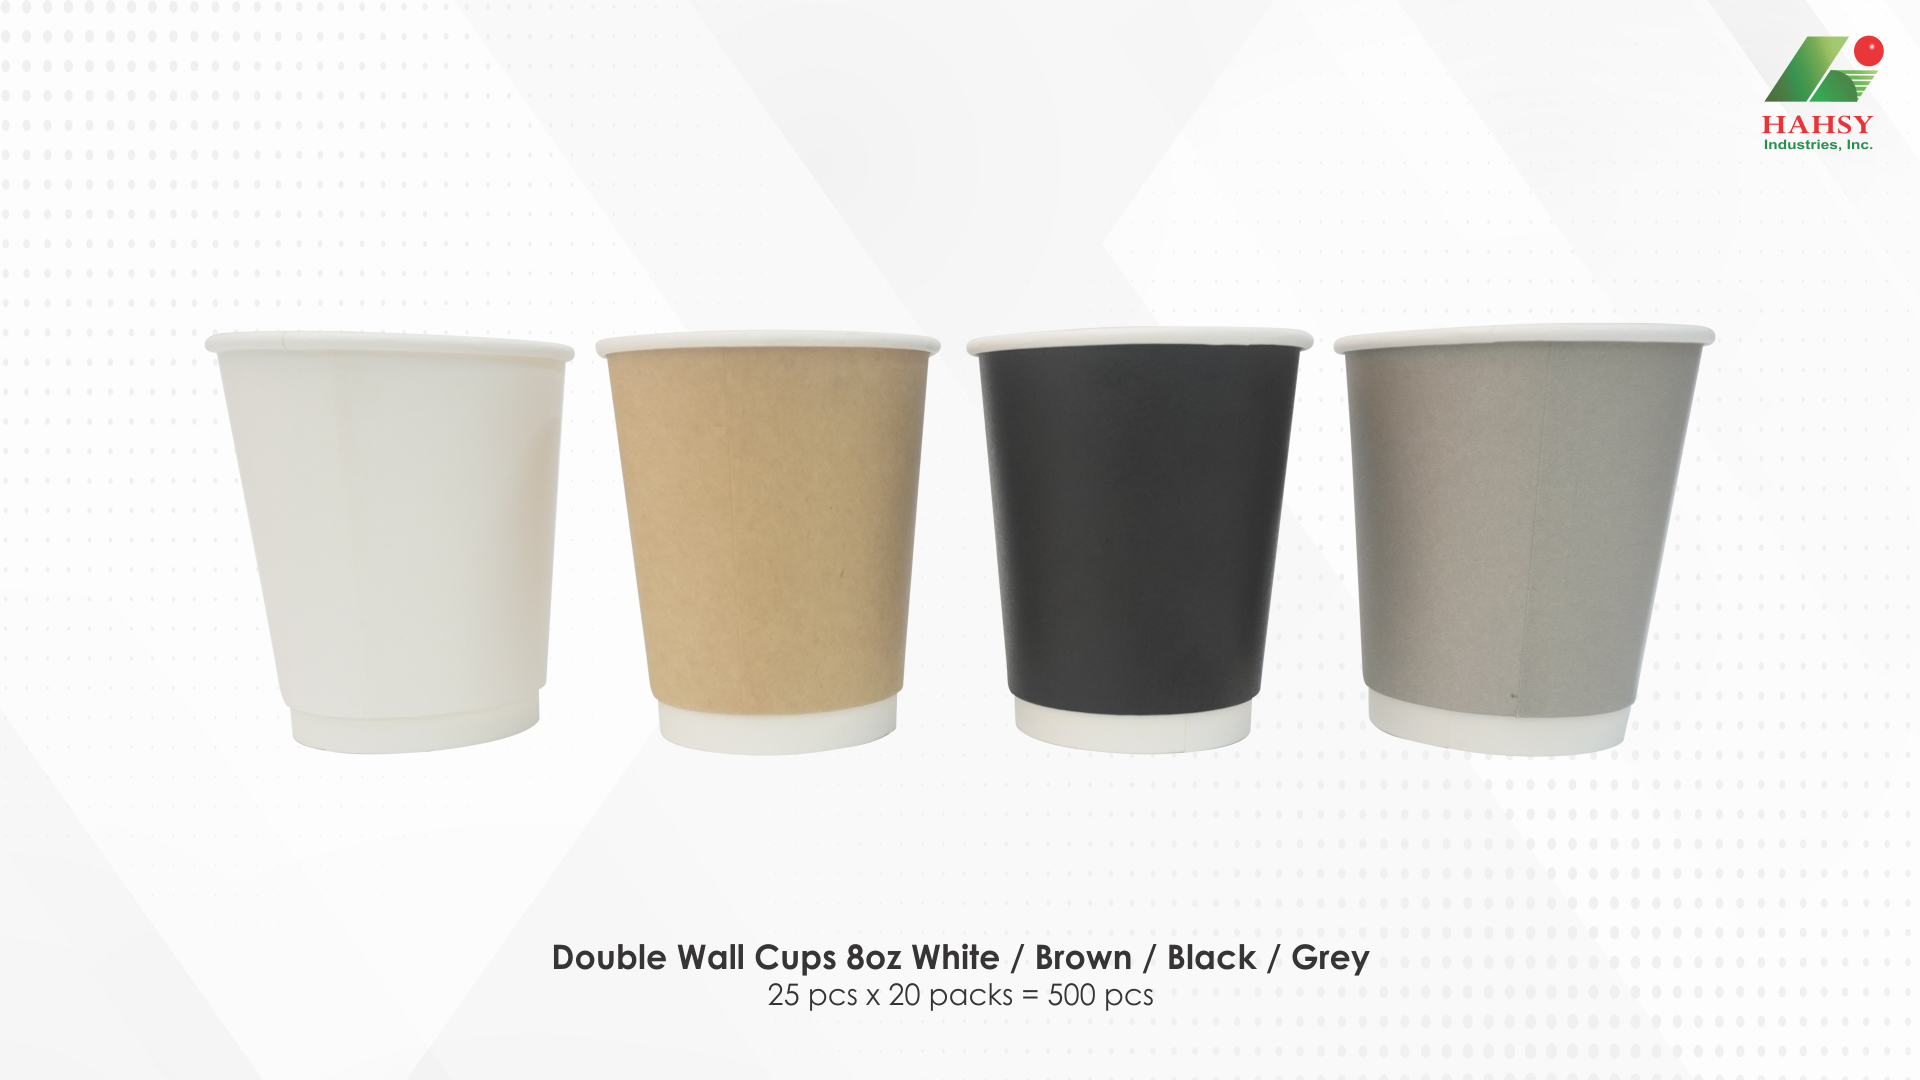 HAHSY
Industries, Inc.
Double Wall Cups 8oz White / Brown / Black / Grey
25 pcs x 20 packs = 500 pcs